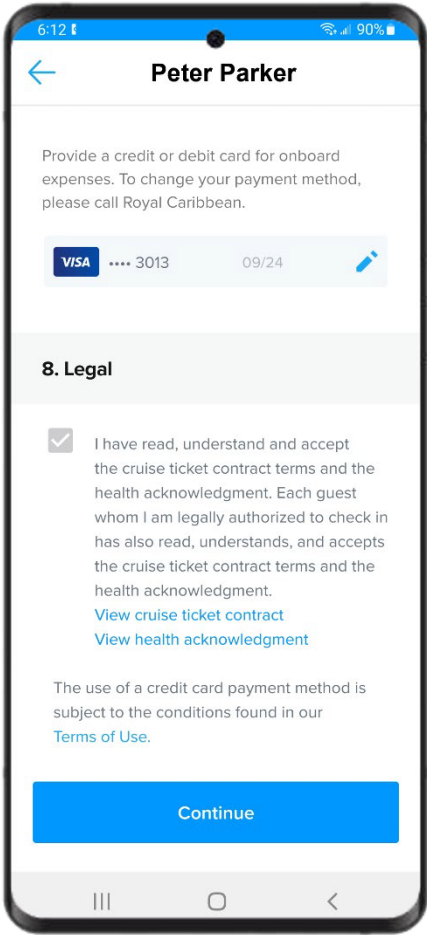 6:12
90%
Peter Parker
Provide a credit or debit card for onboard
expenses. To change your payment method,
please call Royal Caribbean.
VISA •••• 3013 09/24
8. Legal
I have read, understand and accept
the cruise ticket contract terms and the
health acknowledgment. Each guest
whom I am legally authorized to check in
has also read, understands, and accepts
the cruise ticket contract terms and the
health acknowledgment.
View cruise ticket contract
View health acknowledgment
The use of a credit card payment method is
subject to the conditions found in our
Terms of Use.
Continue